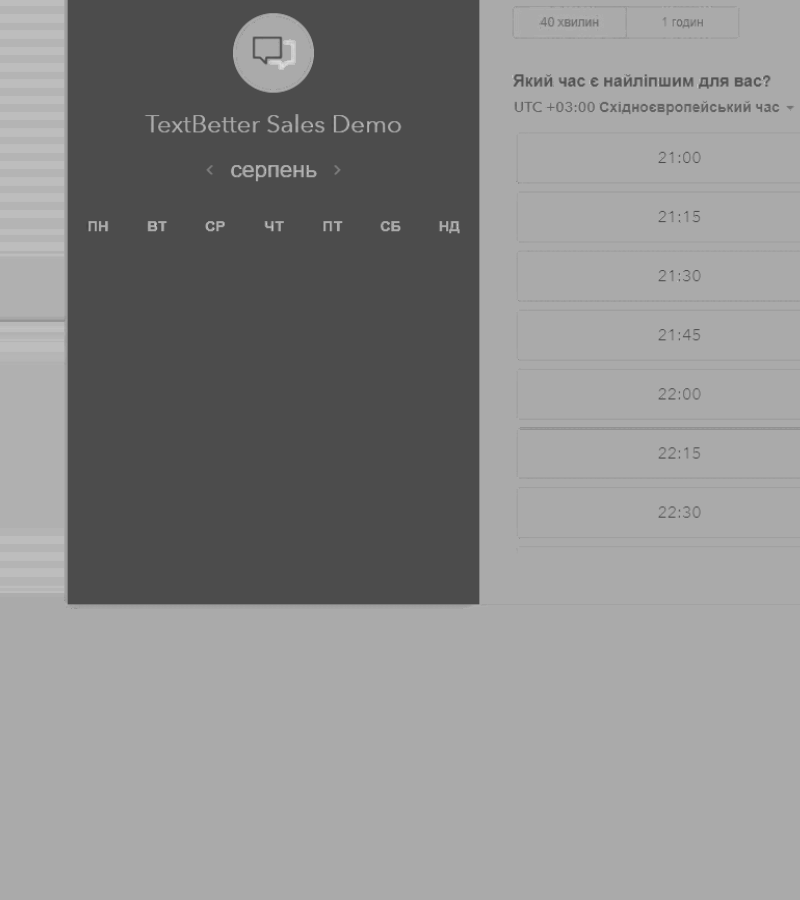 TextBetter Sales Demo
серпень
ПН ВТ СР ЧТ ПТ СБ НД
40 хвилин
1 годин
Який час є найліпшим для вас?
UTC +03:00 Східноєвропейський час
21:00
21:15
21:30
21:45
22:00
22:15
22:30